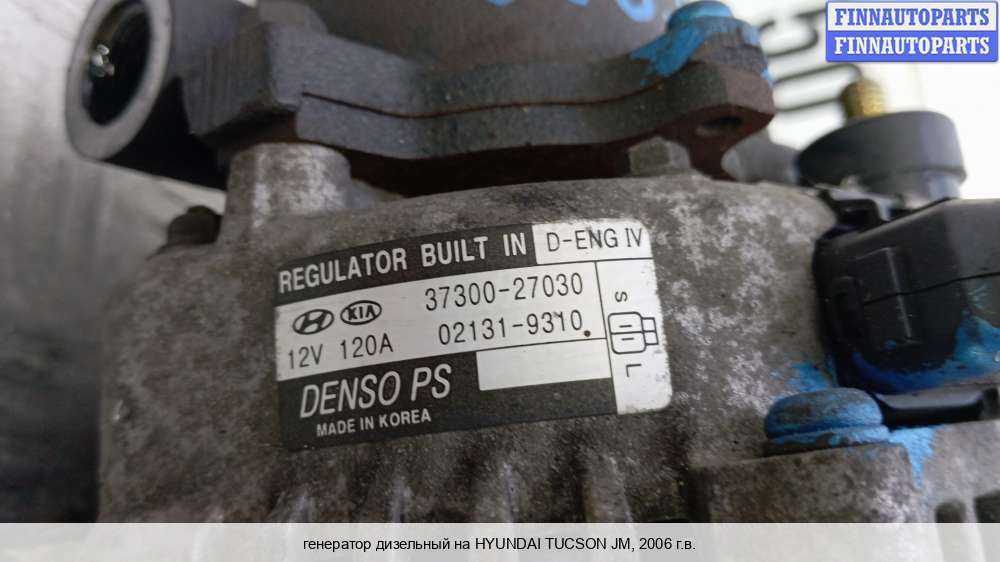 FINNAUTOPARTS
FINNAUTOPARTS
REGULATOR BUILT IN D-ENG IV
KIA 37300-27030
12V 120A 02131-9310
S
L
DENSO PS
MADE IN KOREA
генератор дизельный на HYUNDAI TUCSON JM, 2006 г.в.